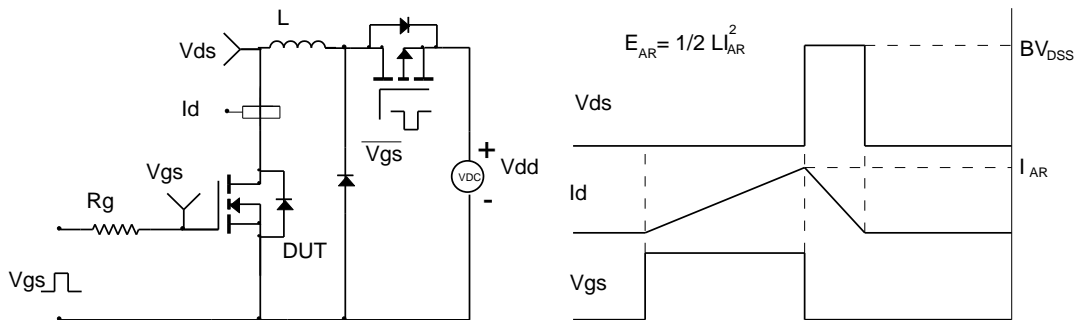 L
Vds
Id
Vgs
+
Vdd
VDC
-
Vgs
Rg
DUT
Vgs
E_AR = 1/2 LI_AR^2
BV_DSS
Vds
I_AR
Id
Vgs